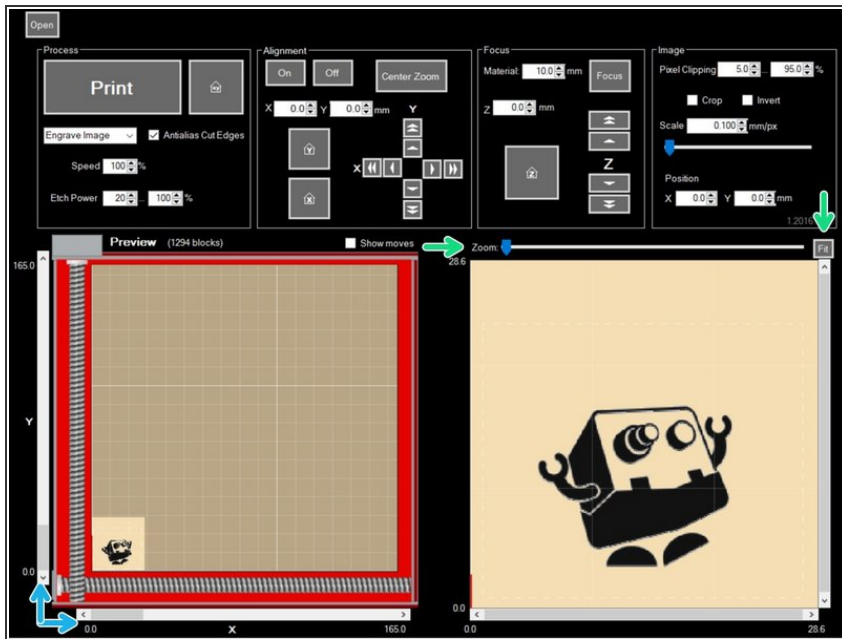 Open
Process
Print
XY
Engrave Image
Antialias Cut Edges
Speed 100 %
Etch Power 20 ... 100 %
Alignment
On Off Center Zoom
X 0.0 Y 0.0 mm Y
Y
X
X
Focus
Material: 10.0 mm Focus
Z 0.0 mm
Z
Z
Image
Pixel Clipping 5.0 ... 95.0 %
Crop Invert
Scale 0.100 mm/px
Position
X 0.0 Y 0.0 mm
1.2016
Preview (1294 blocks) Show moves
Zoom: Fit
165.0
Y
0.0
0.0 X 165.0
28.6
0.0
0.0 28.6